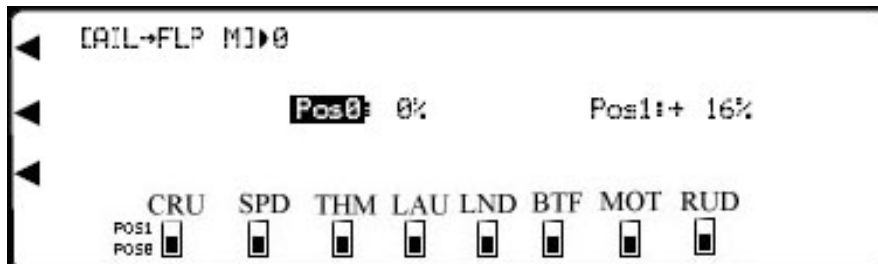 [AIL→FLP M]▶0
Pos0: 0% Pos1:+ 16%
CRU SPD THM LAU LND BTF MOT RUD
POS1
POS0